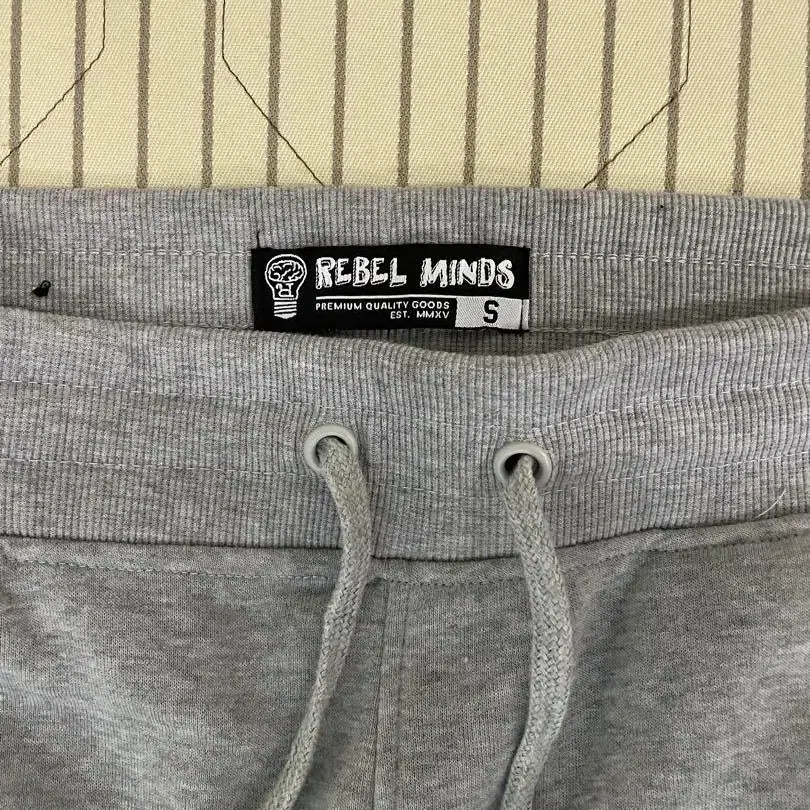 REBEL MINDS
PREMIUM QUALITY GOODS
EST. MMXV
S